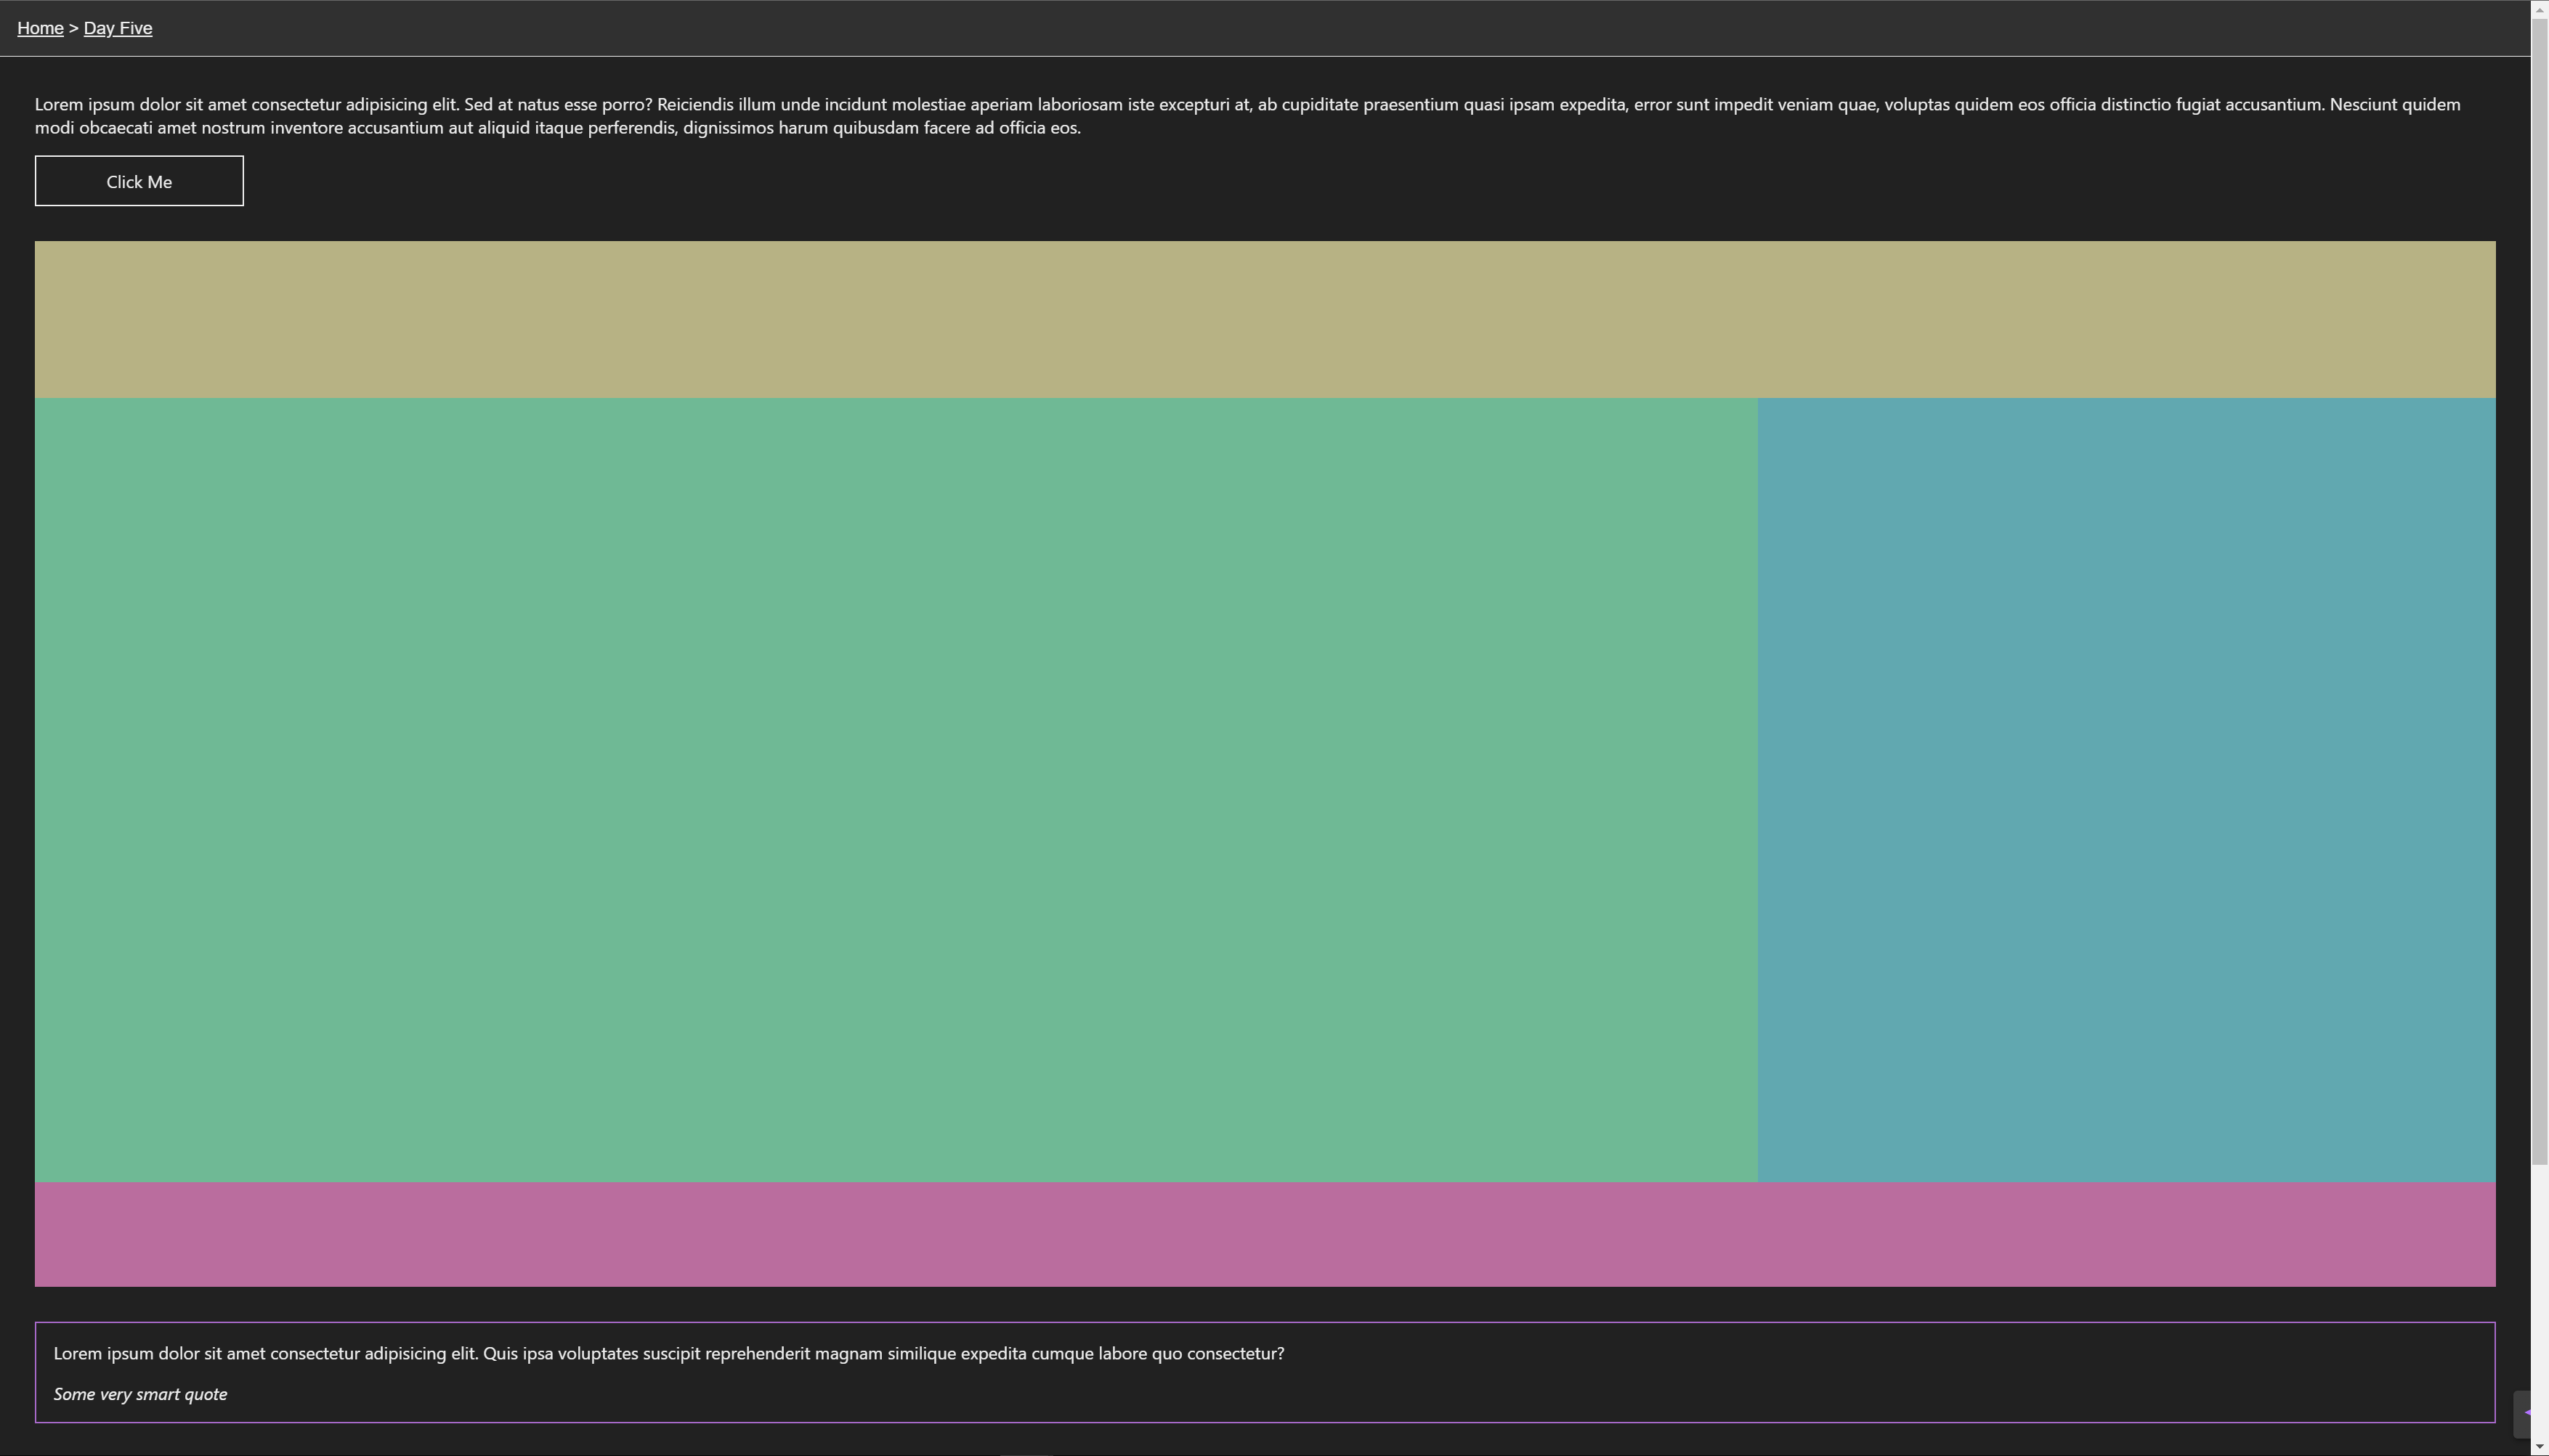 Home > Day Five
Lorem ipsum dolor sit amet consectetur adipisicing elit. Sed at natus esse porro? Reiciendis illum unde incidunt molestiae aperiam laboriosam iste excepturi at, ab cupiditate praesentium quasi ipsam expedita, error sunt impedit veniam quae, voluptas quidem eos officia distinctio fugiat accusantium. Nesciunt quidem
modi obcaecati amet nostrum inventore accusantium aut aliquid itaque perferendis, dignissimos harum quibusdam facere ad officia eos.
Click Me
Lorem ipsum dolor sit amet consectetur adipisicing elit. Quis ipsa voluptates suscipit reprehenderit magnam similique expedita cumque labore quo consectetur?
Some very smart quote